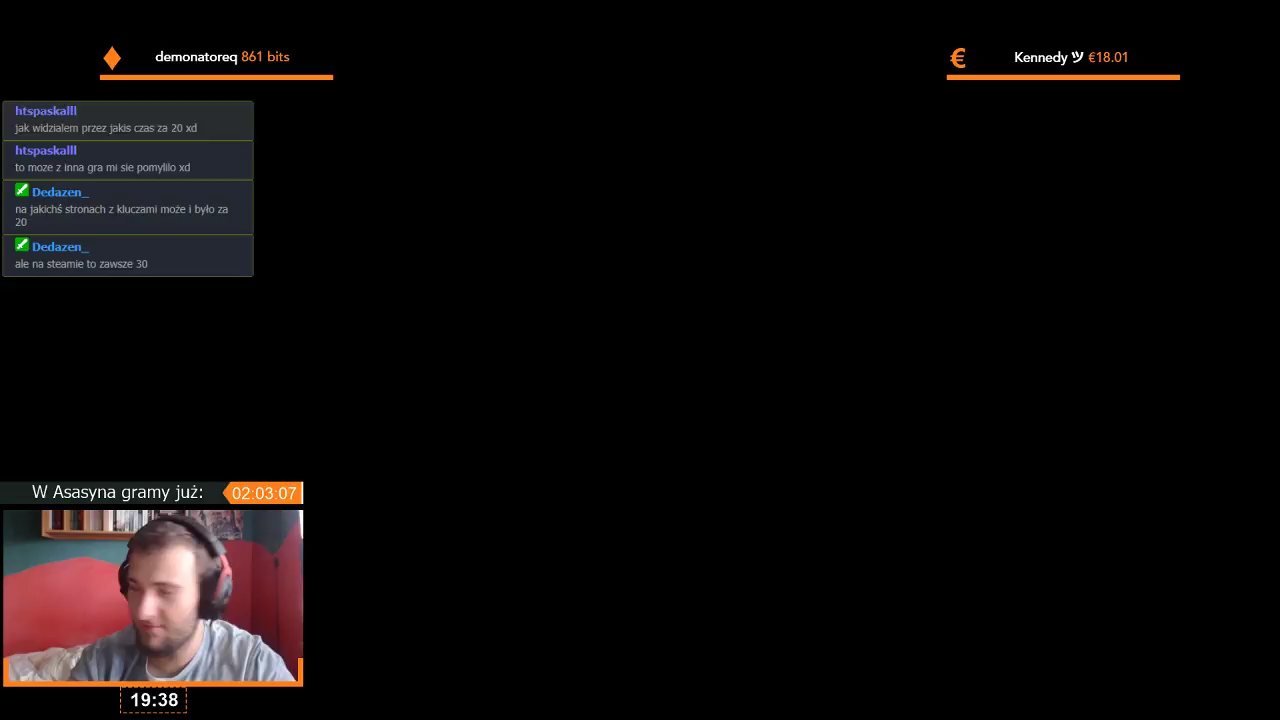 demonatoreq 861 bits
€ Kennedy ツ €18.01
htspaskalll
jak widzialem przez jakis czas za 20 xd
htspaskalll
to moze z inna gra mi sie pomylilo xd
Dedazen_
na jakichś stronach z kluczami może i było za
20
Dedazen_
ale na steamie to zawsze 30
W Asasyna gramy już: 02:03:07
19:38